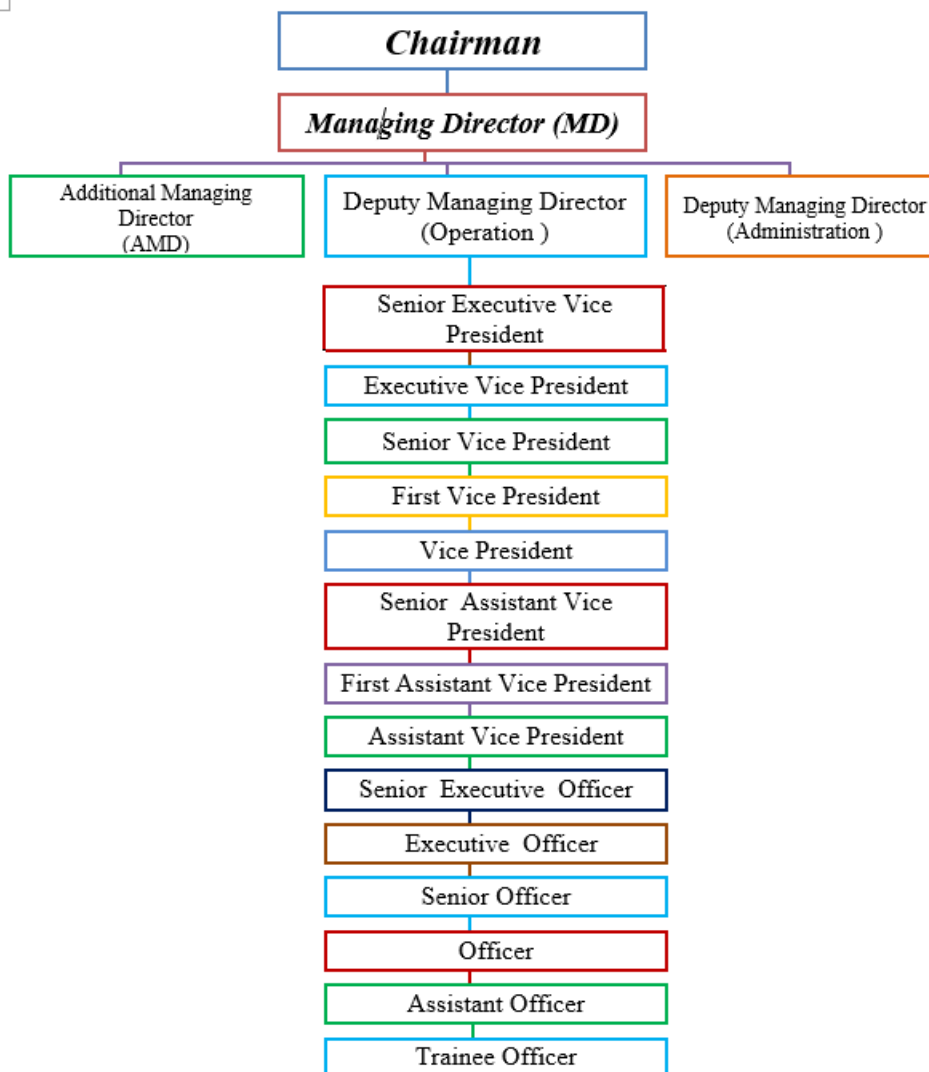 Chairman
Managing Director (MD)
Additional Managing
Director
(AMD)
Deputy Managing Director
(Operation )
Deputy Managing Director
(Administration )
Senior Executive Vice
President
Executive Vice President
Senior Vice President
First Vice President
Vice President
Senior  Assistant Vice
President
First Assistant Vice President
Assistant Vice President
Senior  Executive  Officer
Executive  Officer
Senior Officer
Officer
Assistant Officer
Trainee Officer